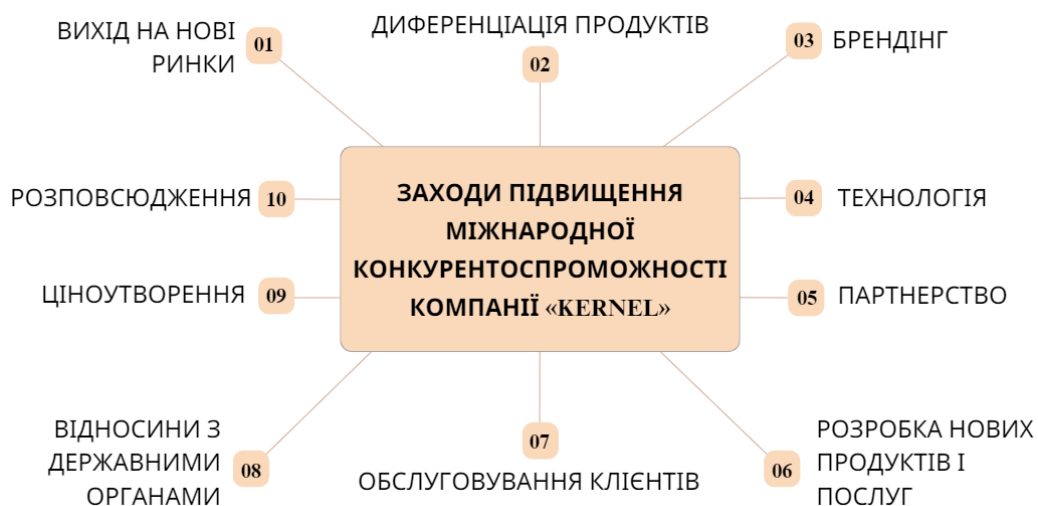 ВИХІД НА НОВІ
РИНКИ
01
ДИФЕРЕНЦІАЦІЯ ПРОДУКТІВ
02
03
БРЕНДІНГ
04
ТЕХНОЛОГІЯ
05
ПАРТНЕРСТВО
06
РОЗРОБКА НОВИХ
ПРОДУКТІВ І
ПОСЛУГ
07
ОБСЛУГОВУВАННЯ КЛІЄНТІВ
ВІДНОСИНИ З
ДЕРЖАВНИМИ
ОРГАНАМИ
08
ЦІНОУТВОРЕННЯ
09
РОЗПОВСЮДЖЕННЯ
10
ЗАХОДИ ПІДВИЩЕННЯ
МІЖНАРОДНОЇ
КОНКУРЕНТОСПРОМОЖНОСТІ
КОМПАНІЇ «KERNEL»